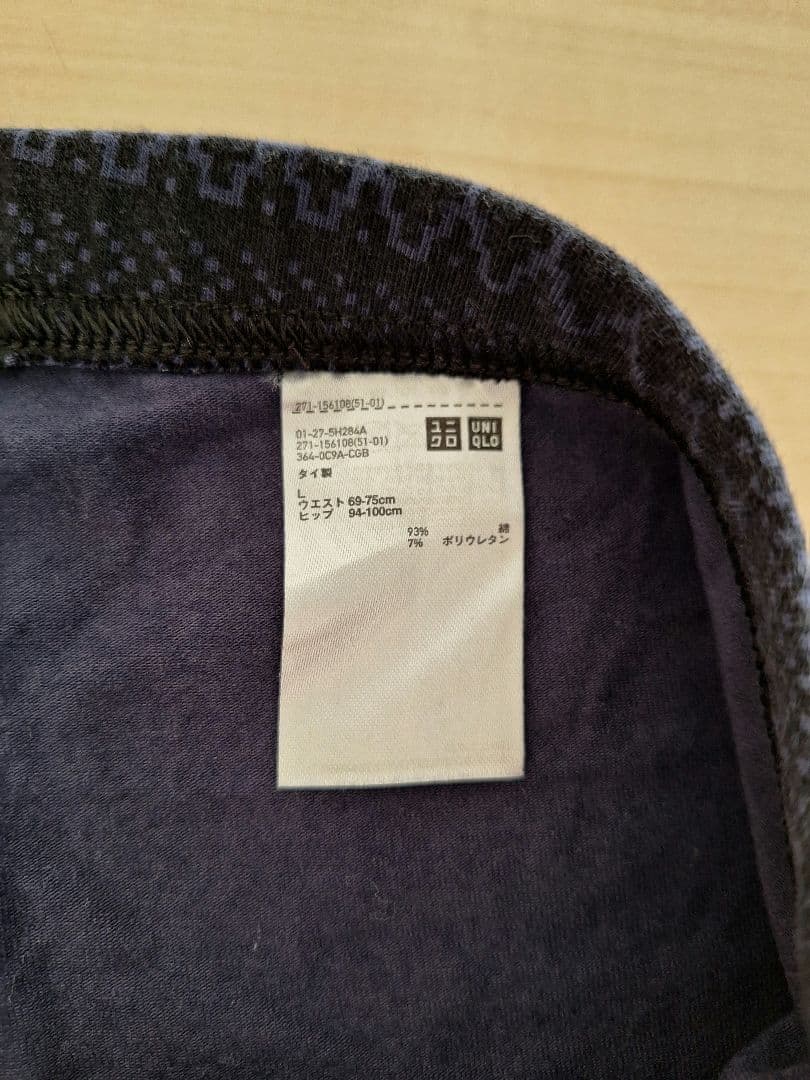 271-156108(51-01)
01-27-5H284A
271-156108(51-01)
364-0C9A-CGB
ユニ
クロ
UNI
QLO
タイ製
L
ウエスト 69-75cm
ヒップ 94-100cm
93% 綿
7% ポリウレタン